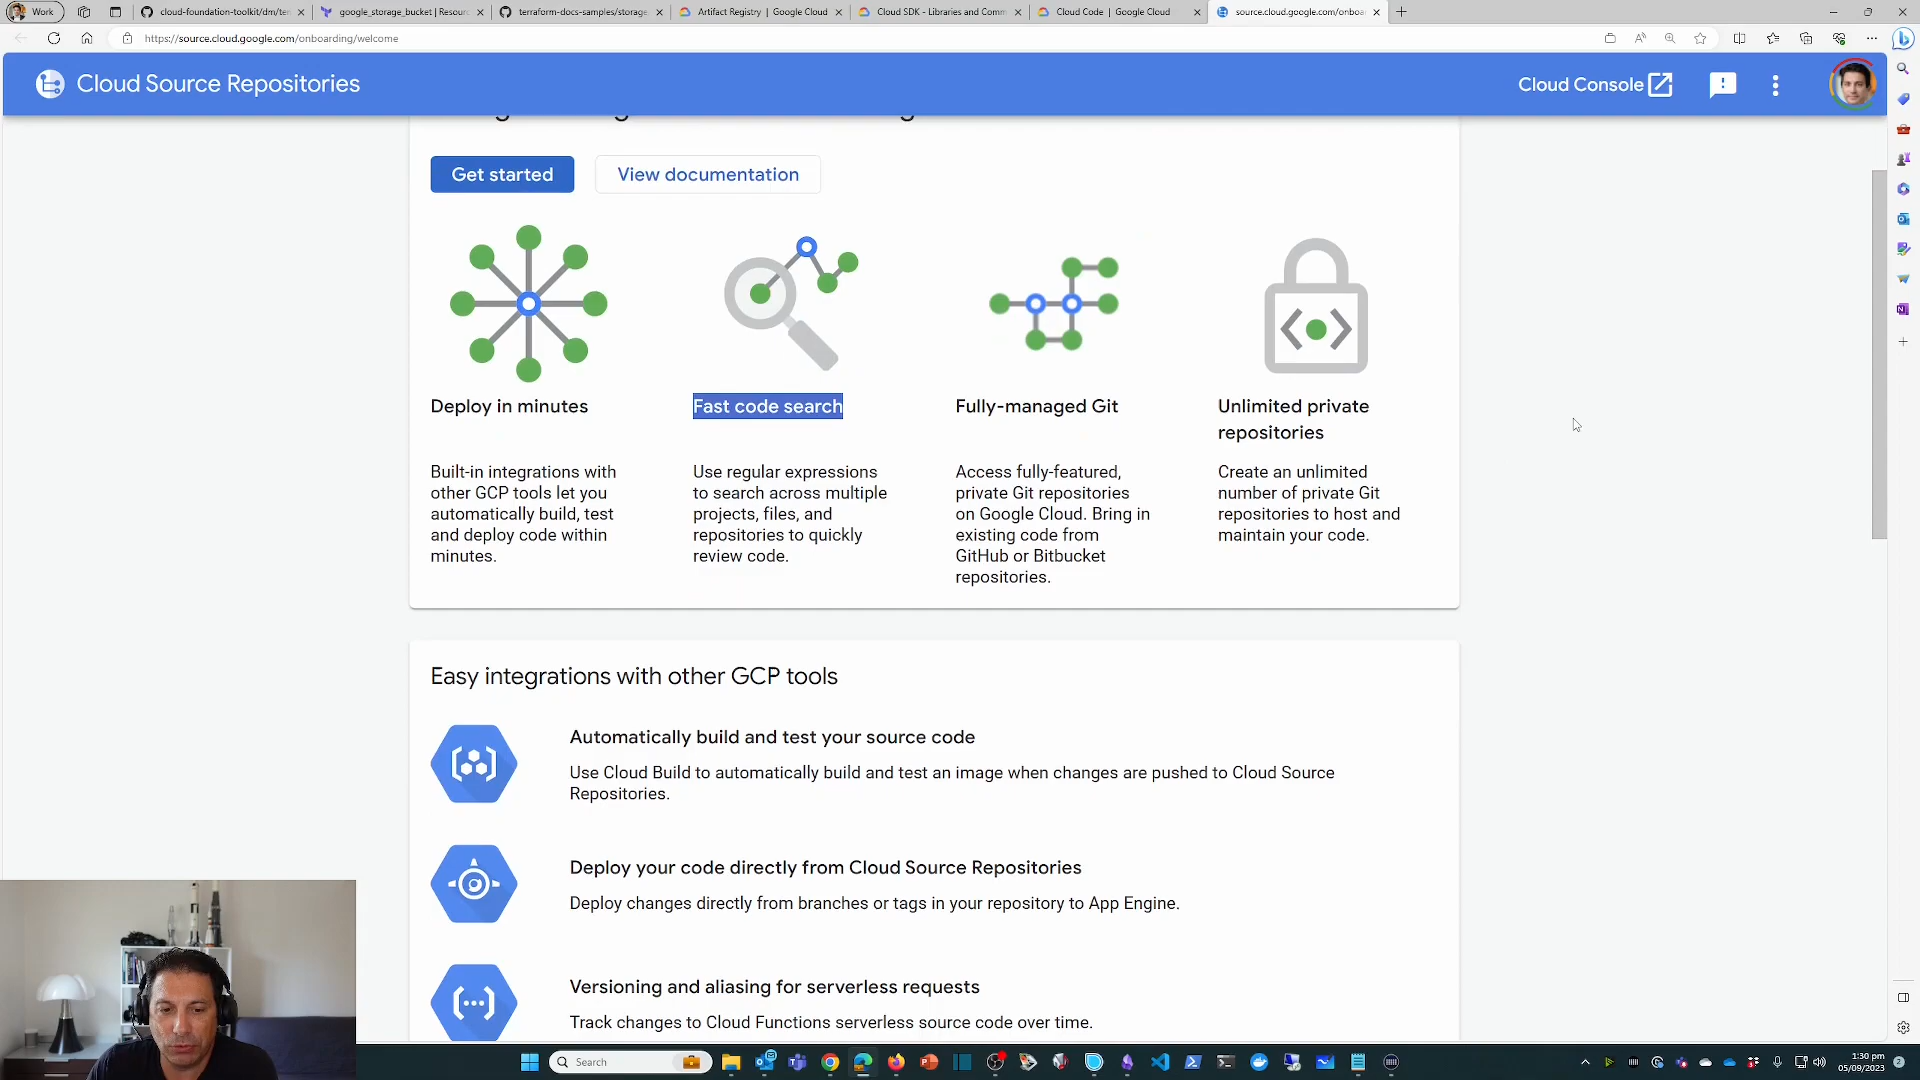 Work
cloud-foundation-toolkit/dm/ten
google_storage_bucket | Resourc
terraform-docs-samples/storage
Artifact Registry | Google Cloud
Cloud SDK - Libraries and Comm
Cloud Code | Google Cloud
source.cloud.google.com/onboa
https://source.cloud.google.com/onboarding/welcome
Cloud Source Repositories
Cloud Console
Get started
View documentation
Deploy in minutes
Built-in integrations with
other GCP tools let you
automatically build, test
and deploy code within
minutes.
Fast code search
Use regular expressions
to search across multiple
projects, files, and
repositories to quickly
review code.
Fully-managed Git
Access fully-featured,
private Git repositories
on Google Cloud. Bring in
existing code from
GitHub or Bitbucket
repositories.
Unlimited private
repositories
Create an unlimited
number of private Git
repositories to host and
maintain your code.
Easy integrations with other GCP tools
Automatically build and test your source code
Use Cloud Build to automatically build and test an image when changes are pushed to Cloud Source
Repositories.
Deploy your code directly from Cloud Source Repositories
Deploy changes directly from branches or tags in your repository to App Engine.
Versioning and aliasing for serverless requests
Track changes to Cloud Functions serverless source code over time.
Search
1:30 pm
05/09/2023